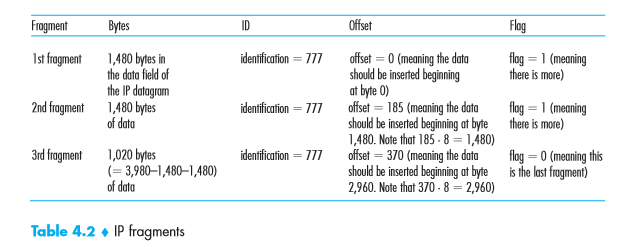 Fragment Bytes ID Offset Flag
1st fragment 1,480 bytes in identification = 777 offset = 0 (meaning the data flag = 1 (meaning
the data field of should be inserted beginning there is more)
the IP datagram at byte 0)
2nd fragment 1,480 bytes identification = 777 offset = 185 (meaning the data flag = 1 (meaning
of data should be inserted beginning at byte there is more)
1,480. Note that 185 · 8 = 1,480)
3rd fragment 1,020 bytes identification = 777 offset = 370 (meaning the data flag = 0 (meaning this
(= 3,980–1,480–1,480) should be inserted beginning at byte is the last fragment)
of data 2,960. Note that 370 · 8 = 2,960)
Table 4.2 ♦ IP fragments